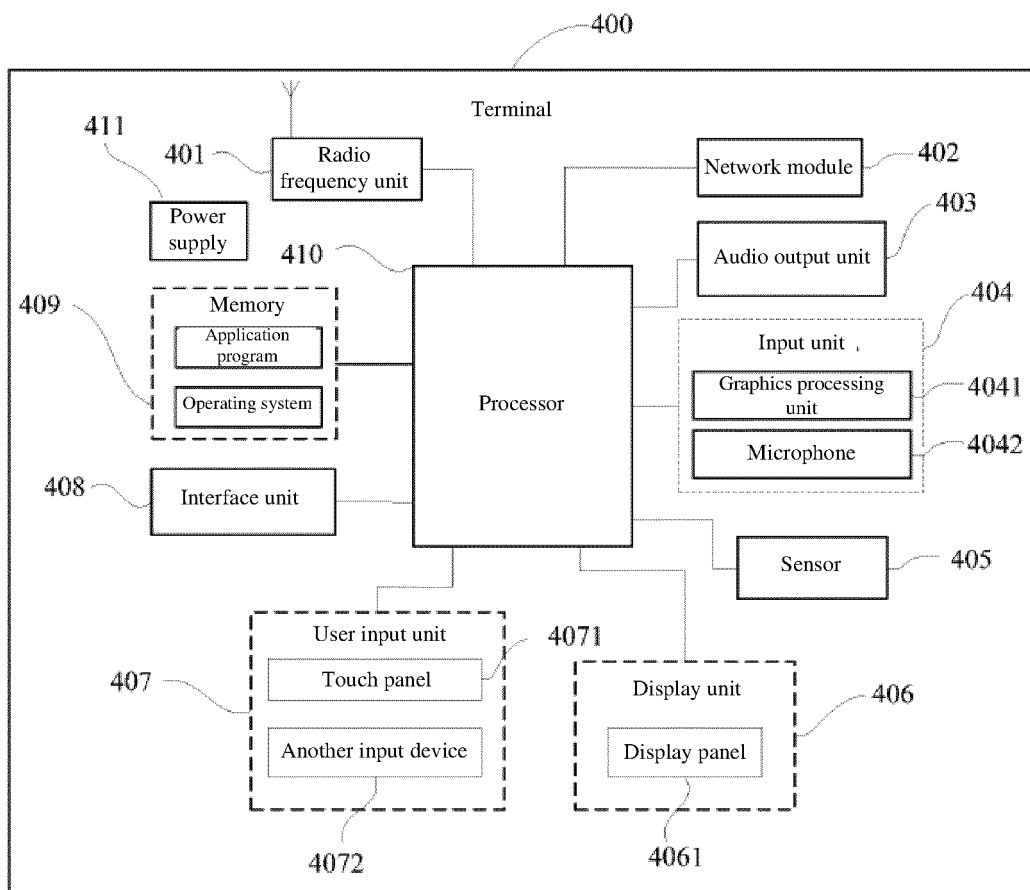 400
Terminal
411
401
Radio
frequency unit
Network module
402
Power
supply
410
Audio output unit
403
409
Memory
Application
program
Operating system
Processor
404
Input unit
Graphics processing
unit
4041
Microphone
4042
408
Interface unit
Sensor
405
User input unit
4071
407
Touch panel
Another input device
4072
Display unit
406
Display panel
4061